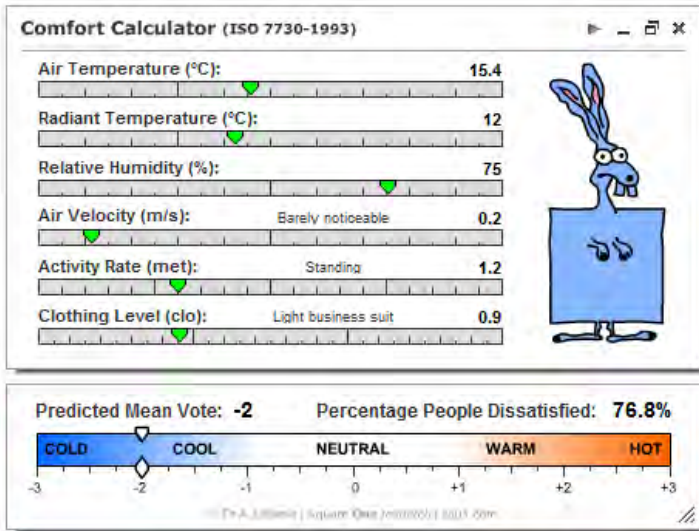 Comfort Calculator (ISO 7730-1993)
Air Temperature (°C): 15.4
Radiant Temperature (°C): 12
Relative Humidity (%): 75
Air Velocity (m/s): Barely noticeable 0.2
Activity Rate (met): Standing 1.2
Clothing Level (clo): Light business suit 0.9
Predicted Mean Vote: -2 Percentage People Dissatisfied: 76.8%
COLD COOL NEUTRAL WARM HOT
-3 -2 -1 0 +1 +2 +3
Square One